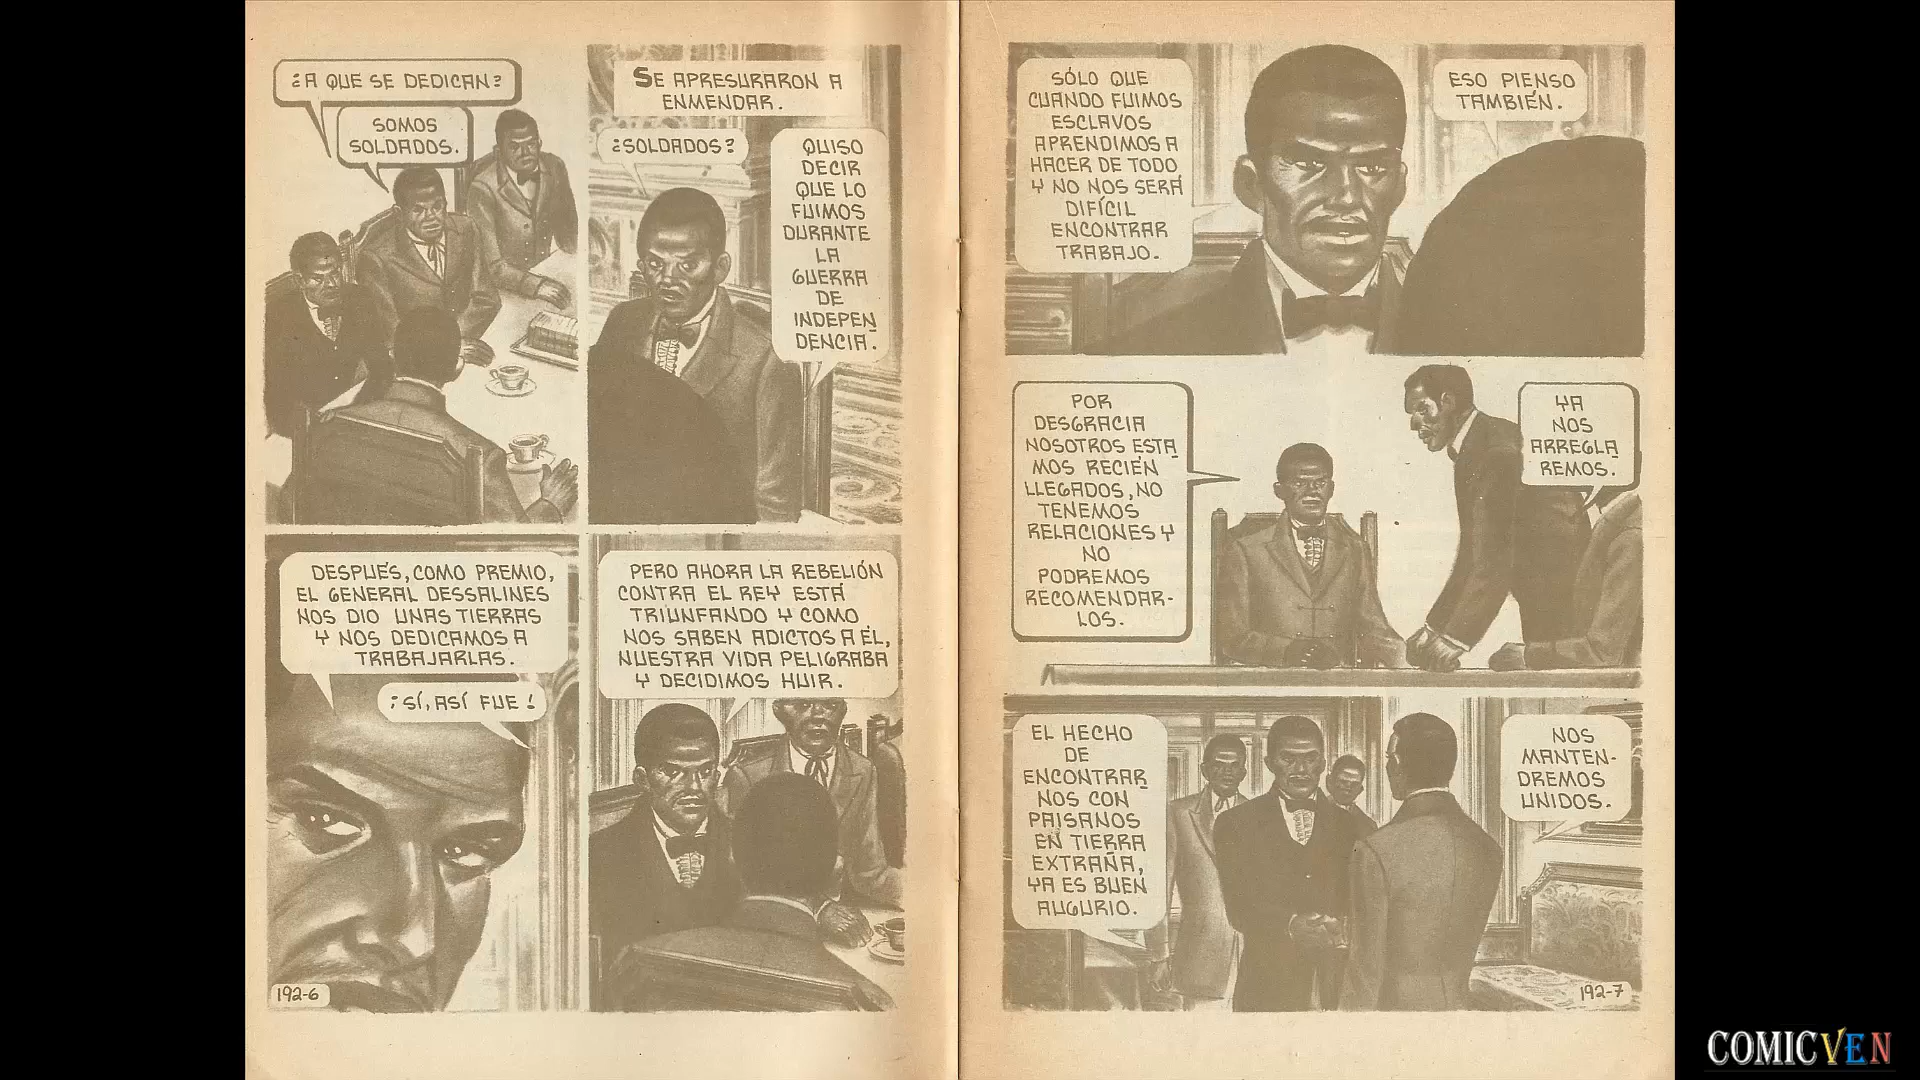 ¿A QUE SE DEDICAN?
SOMOS
SOLDADOS.
SE APRESURARON A
ENMENDAR.
¿SOLDADOS?
QUISO
DECIR
QUE LO
FUIMOS
DURANTE
LA
GUERRA
DE
INDEPEN
DENCIA.
DESPUÉS, COMO PREMIO,
EL GENERAL DESSALINES
NOS DIO UNAS TIERRAS
Y NOS DEDICAMOS A
TRABAJARLAS.
¡SÍ, ASÍ FUE!
PERO AHORA LA REBELIÓN
CONTRA EL REY ESTÁ
TRIUNFANDO Y COMO
NOS SABEN ADICTOS A ÉL,
NUESTRA VIDA PELIGRABA
Y DECIDIMOS HUIR.
192-6
SÓLO QUE
CUANDO FUIMOS
ESCLAVOS
APRENDIMOS A
HACER DE TODO
Y NO NOS SERÁ
DIFÍCIL
ENCONTRAR
TRABAJO.
ESO PIENSO
TAMBIÉN.
POR
DESGRACIA
NOSOTROS ESTA
MOS RECIÉN
LLEGADOS, NO
TENEMOS
RELACIONES Y
NO
PODREMOS
RECOMENDAR-
LOS.
YA
NOS
ARREGLA
REMOS.
EL HECHO
DE
ENCONTRAR
NOS CON
PAISANOS
EN TIERRA
EXTRAÑA,
YA ES BUEN
AUGURIO.
NOS
MANTEN-
DREMOS
UNIDOS.
192-7
COMICVEN